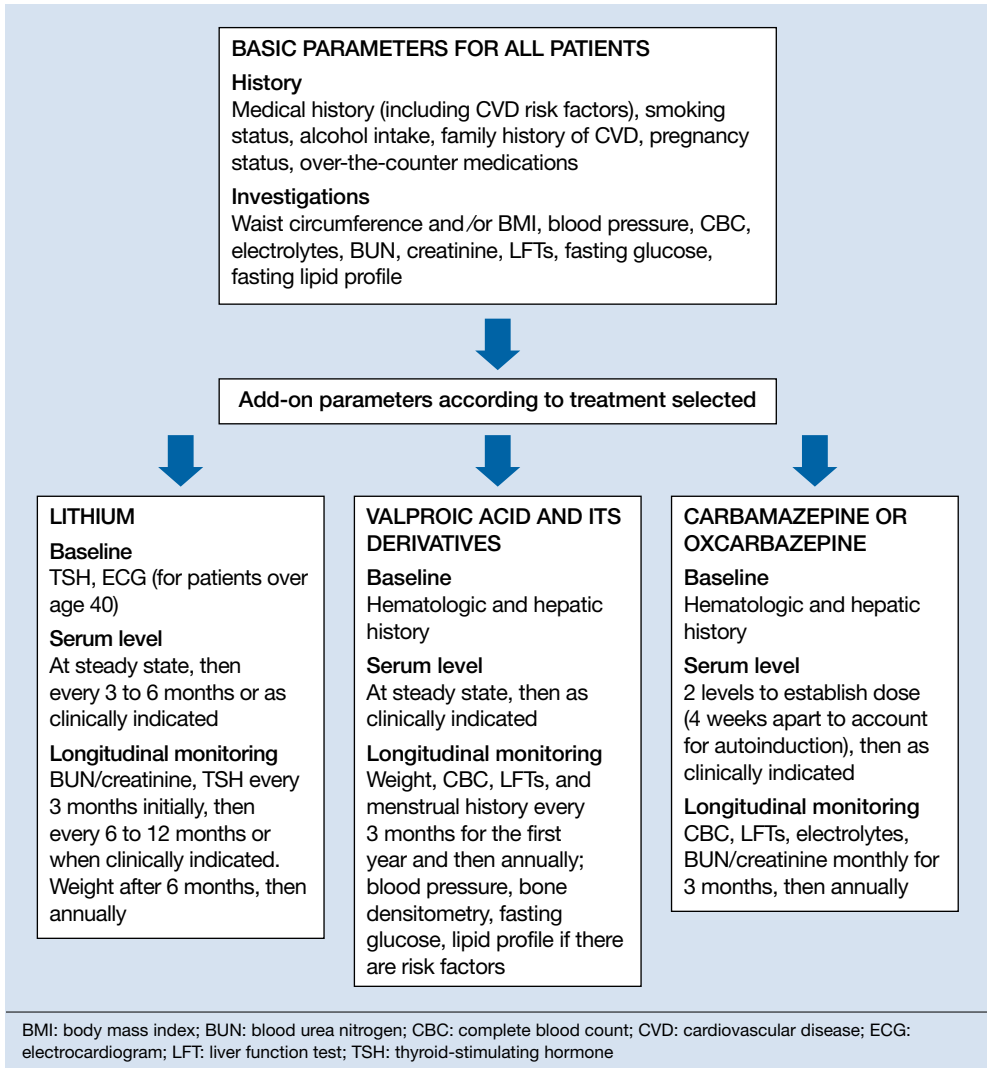 BASIC PARAMETERS FOR ALL PATIENTS
History
Medical history (including CVD risk factors), smoking
status, alcohol intake, family history of CVD, pregnancy
status, over-the-counter medications
Investigations
Waist circumference and/or BMI, blood pressure, CBC,
electrolytes, BUN, creatinine, LFTs, fasting glucose,
fasting lipid profile
Add-on parameters according to treatment selected
LITHIUM
Baseline
TSH, ECG (for patients over
age 40)
Serum level
At steady state, then
every 3 to 6 months or as
clinically indicated
Longitudinal monitoring
BUN/creatinine, TSH every
3 months initially, then
every 6 to 12 months or
when clinically indicated.
Weight after 6 months, then
annually
VALPROIC ACID AND ITS
DERIVATIVES
Baseline
Hematologic and hepatic
history
Serum level
At steady state, then as
clinically indicated
Longitudinal monitoring
Weight, CBC, LFTs, and
menstrual history every
3 months for the first
year and then annually;
blood pressure, bone
densitometry, fasting
glucose, lipid profile if there
are risk factors
CARBAMAZEPINE OR
OXCARBAZEPINE
Baseline
Hematologic and hepatic
history
Serum level
2 levels to establish dose
(4 weeks apart to account
for autoinduction), then as
clinically indicated
Longitudinal monitoring
CBC, LFTs, electrolytes,
BUN/creatinine monthly for
3 months, then annually
BMI: body mass index; BUN: blood urea nitrogen; CBC: complete blood count; CVD: cardiovascular disease; ECG:
electrocardiogram; LFT: liver function test; TSH: thyroid-stimulating hormone